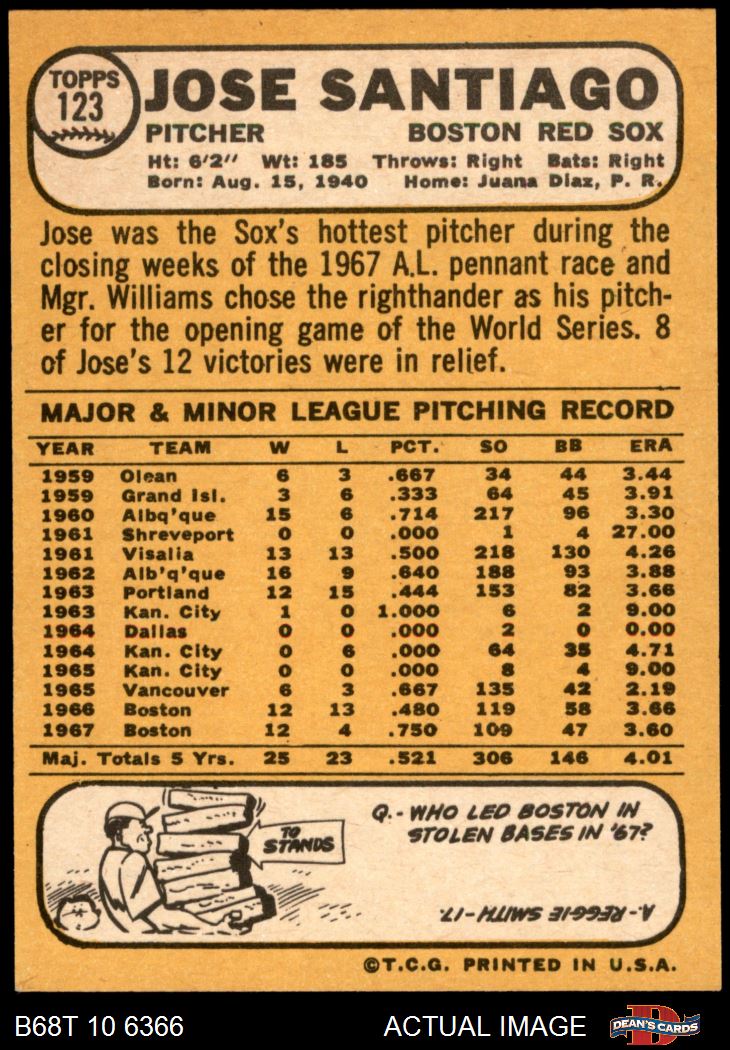 TOPPS
123
JOSE SANTIAGO
PITCHER BOSTON RED SOX
Ht: 6'2" Wt: 185 Throws: Right Bats: Right
Born: Aug. 15, 1940 Home: Juana Diaz, P. R.
Jose was the Sox's hottest pitcher during the
closing weeks of the 1967 A.L. pennant race and
Mgr. Williams chose the righthander as his pitch-
er for the opening game of the World Series. 8
of Jose's 12 victories were in relief.
MAJOR & MINOR LEAGUE PITCHING RECORD
YEAR TEAM W L PCT. SO BB ERA
1959 Olean 6 3 .667 34 44 3.44
1959 Grand Isl. 3 6 .333 64 45 3.91
1960 Albq'que 15 6 .714 217 96 3.30
1961 Shreveport 0 0 .000 1 4 27.00
1961 Visalia 13 13 .500 218 130 4.26
1962 Alb'q'que 16 9 .640 188 93 3.88
1963 Portland 12 15 .444 153 82 3.66
1963 Kan. City 1 0 1.000 6 2 9.00
1964 Dallas 0 0 .000 2 0 0.00
1964 Kan. City 0 6 .000 64 35 4.71
1965 Kan. City 0 0 .000 8 4 9.00
1965 Vancouver 6 3 .667 135 42 2.19
1966 Boston 12 13 .480 119 58 3.66
1967 Boston 12 4 .750 109 47 3.60
Maj. Totals 5 Yrs. 25 23 .521 306 146 4.01
TO
STANDS
Q.- WHO LED BOSTON IN
STOLEN BASES IN '67?
A. REGGIE SMITH -17.
©T.C.G. PRINTED IN U.S.A.
B68T 10 6366 ACTUAL IMAGE
D
DEAN'S CARDS